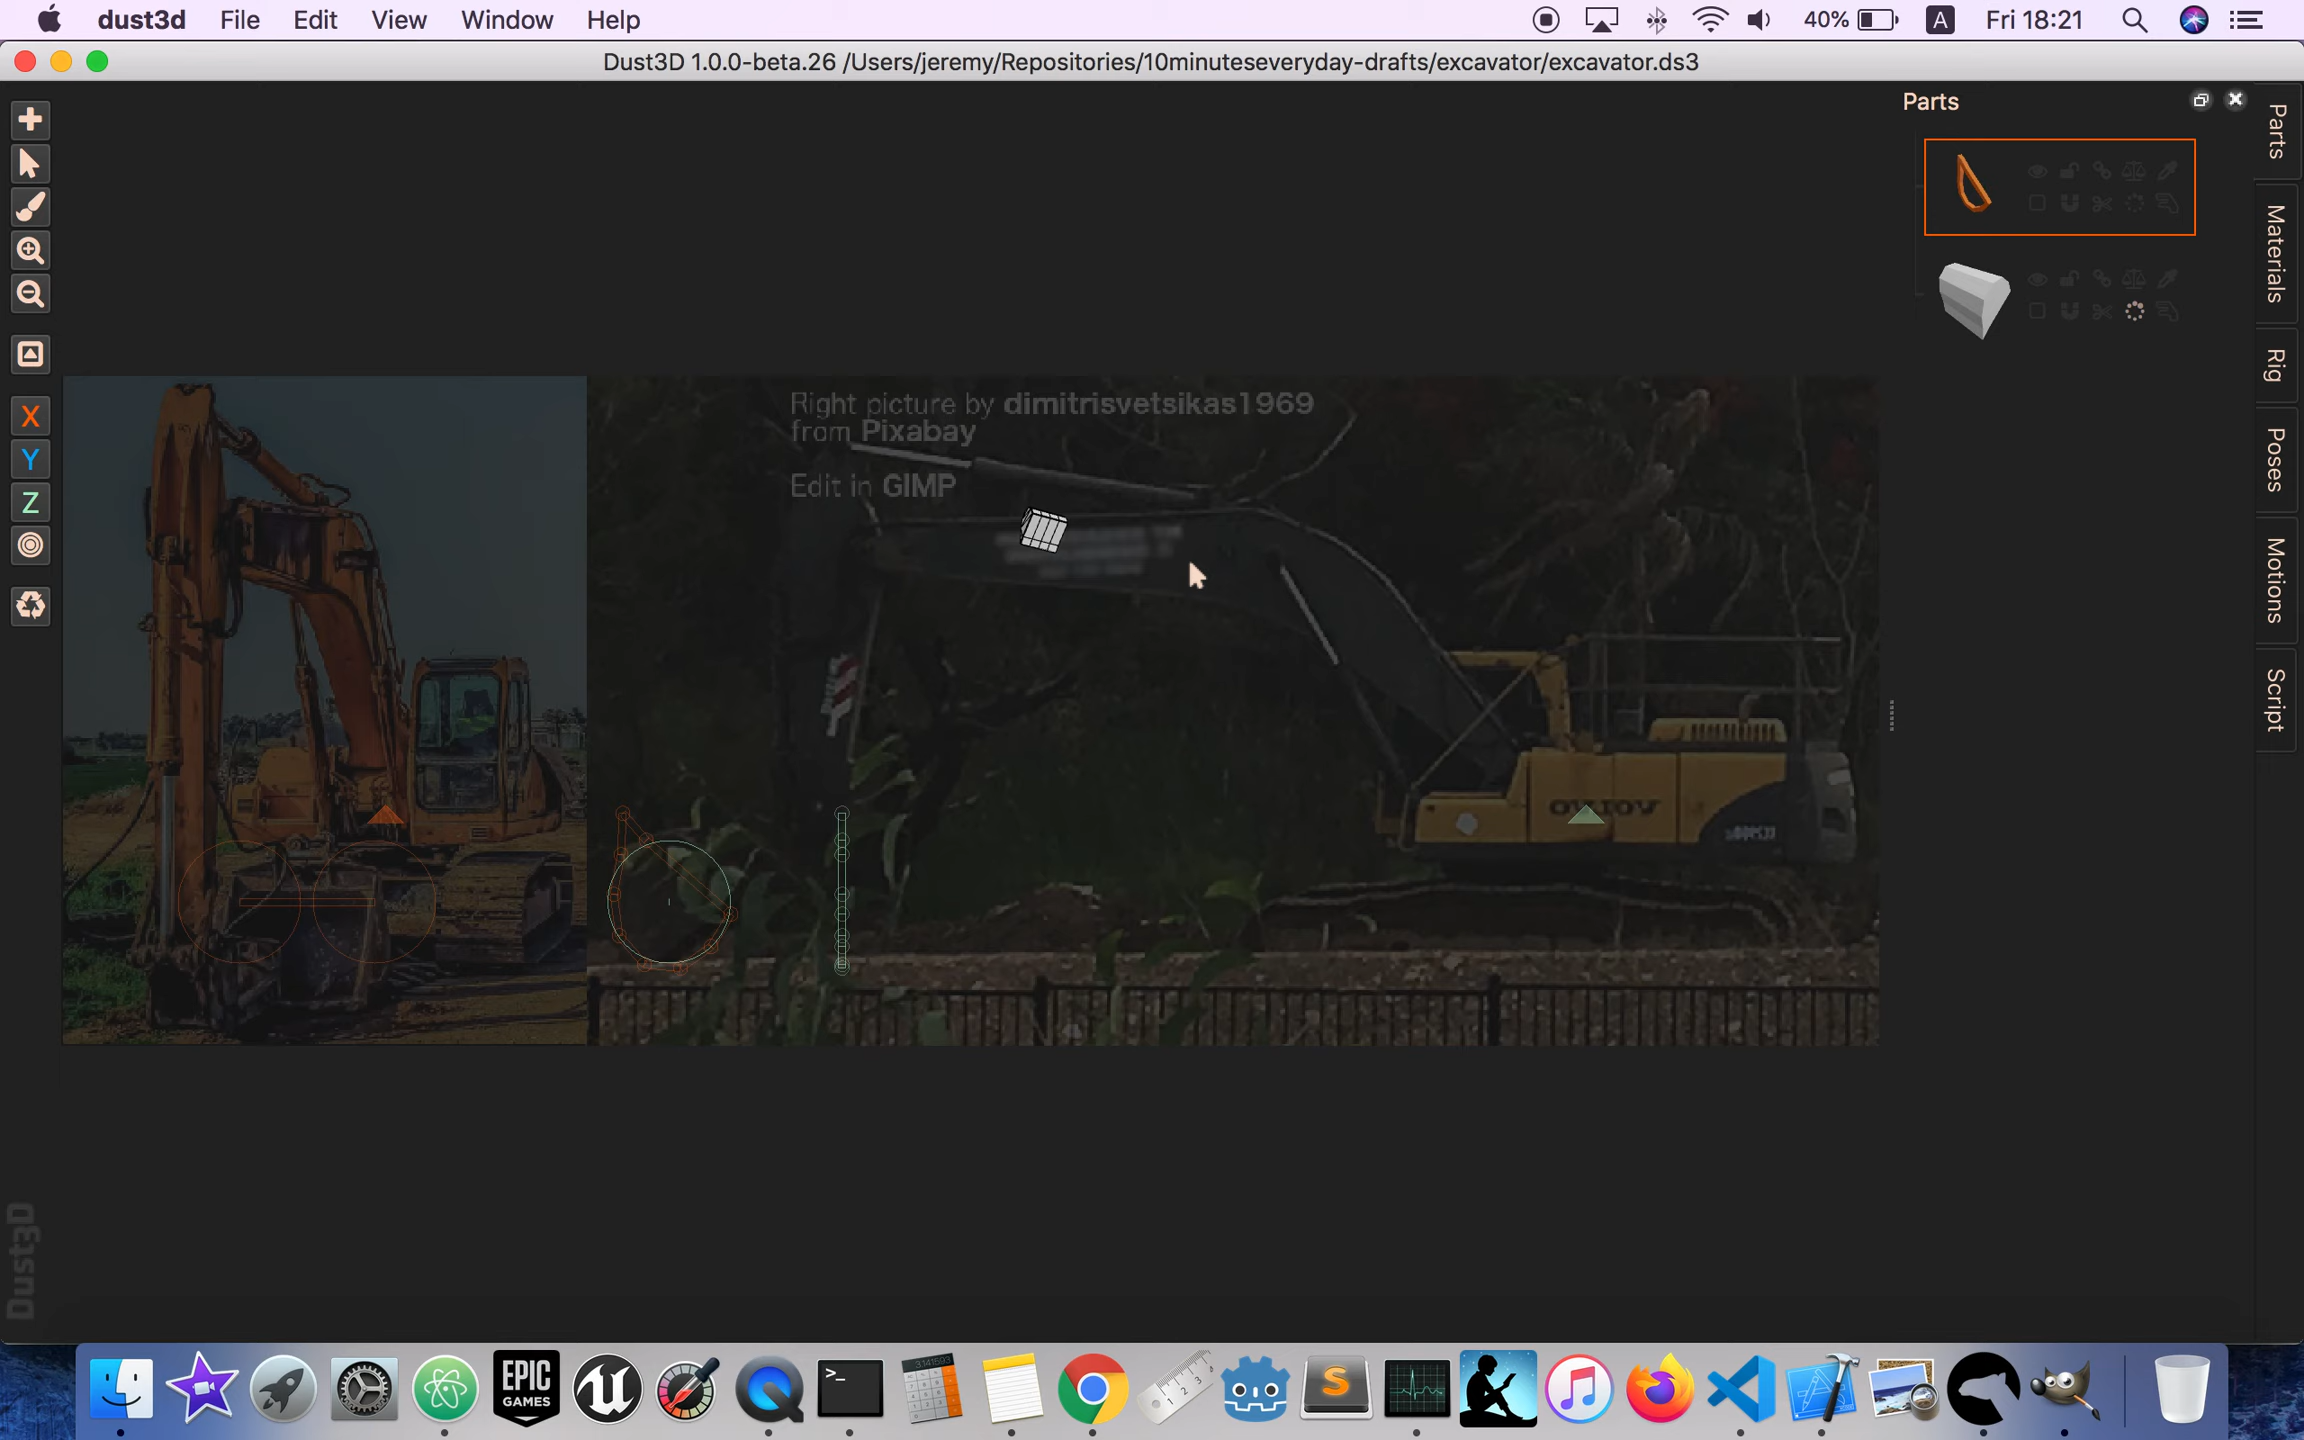 dust3d File Edit View Window Help 40% A Fri 18:21
Dust3D 1.0.0-beta.26 /Users/jeremy/Repositories/10minuteseveryday-drafts/excavator/excavator.ds3
Parts
Parts
Materials
Rig
Poses
Motions
Script
X
Y
Z
Right picture by dimitrisvetsikas1969
from Pixabay
Edit in GIMP
Dust3D
EPIC
GAMES